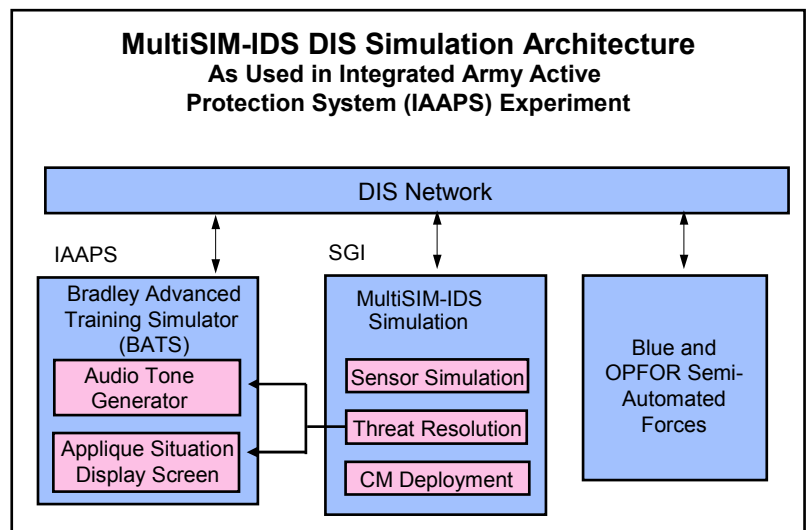 MultiSIM-IDS DIS Simulation Architecture
As Used in Integrated Army Active
Protection System (IAAPS) Experiment
DIS Network
IAAPS
Bradley Advanced
Training Simulator
(BATS)
Audio Tone
Generator
Applique Situation
Display Screen
SGI
MultiSIM-IDS
Simulation
Sensor Simulation
Threat Resolution
CM Deployment
Blue and
OPFOR Semi-
Automated
Forces